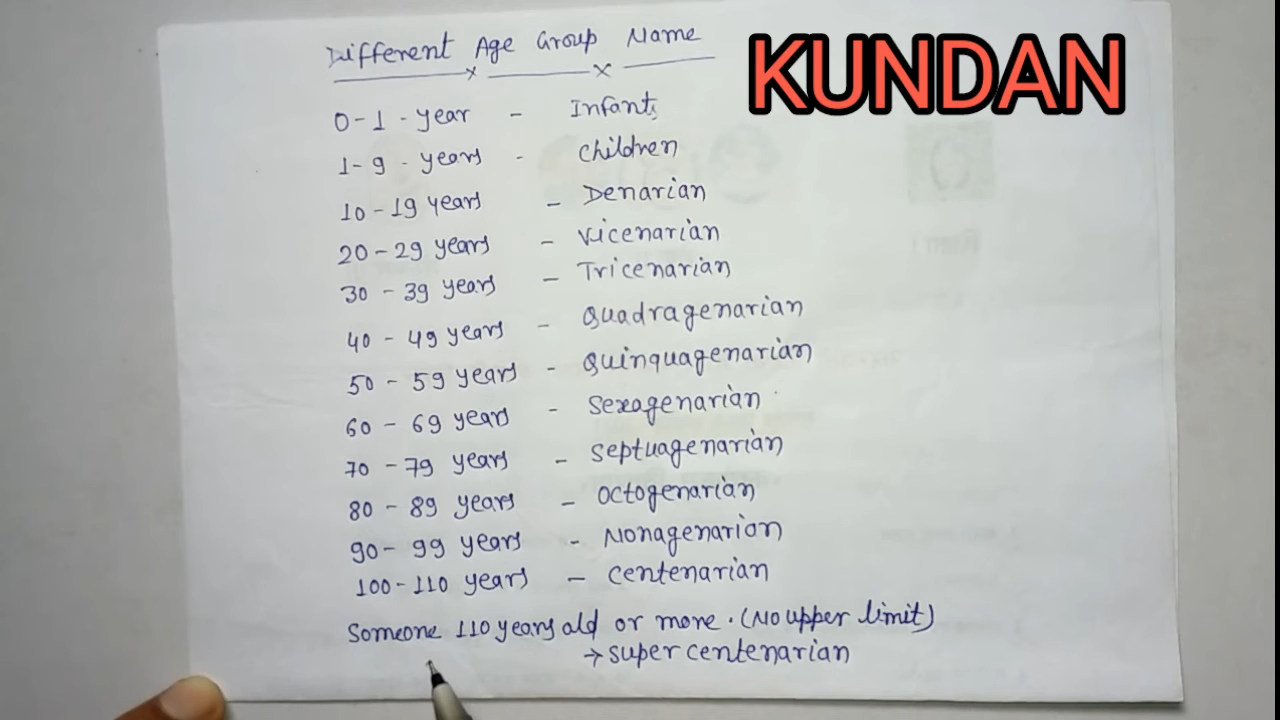 Different Age Group Name
KUNDAN
0-1-year - Infants
1-9-years - Children
10-19 years - Denarian
20-29 years - Vicenarian
30-39 years - Tricenarian
40-49 years - Quadragenarian
50-59 years - Quinquagenarian
60-69 years - Sexagenarian
70-79 years - Septuagenarian
80-89 years - Octogenarian
90-99 years - Nonagenarian
100-110 years - Centenarian
Someone 110 years old or more. (No upper limit)
→ super centenarian